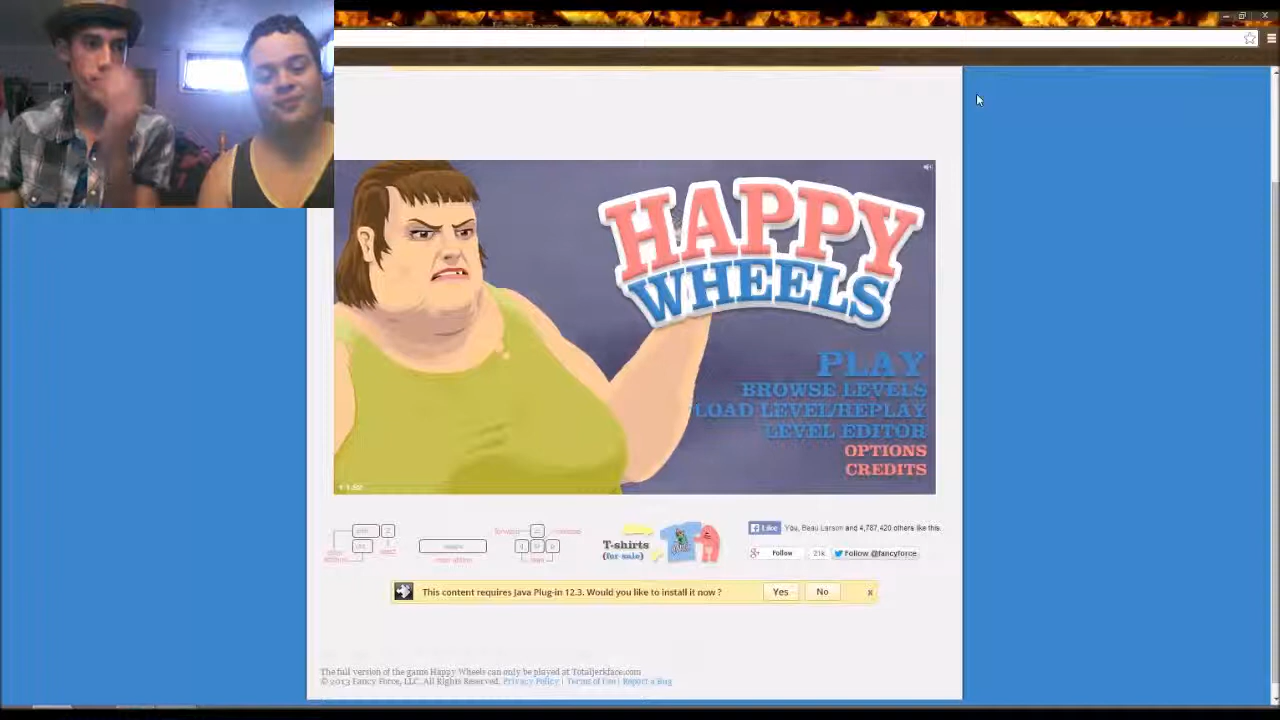 HAPPY
WHEELS
PLAY
BROWSE LEVELS
LOAD LEVEL/REPLAY
LEVEL EDITOR
OPTIONS
CREDITS
T-shirts
(for sale)
Like
You, Beau Larson and 4,787,420 others like this.
Follow
21k
Follow @fancyforce
This content requires Java Plug-in 12.3. Would you like to install it now ?
Yes
No
x
The full version of the game Happy Wheels can only be played at Totaljerkface.com
© 2013 Fancy Force, LLC. All Rights Reserved. Privacy Policy | Terms of Use | Report a Bug